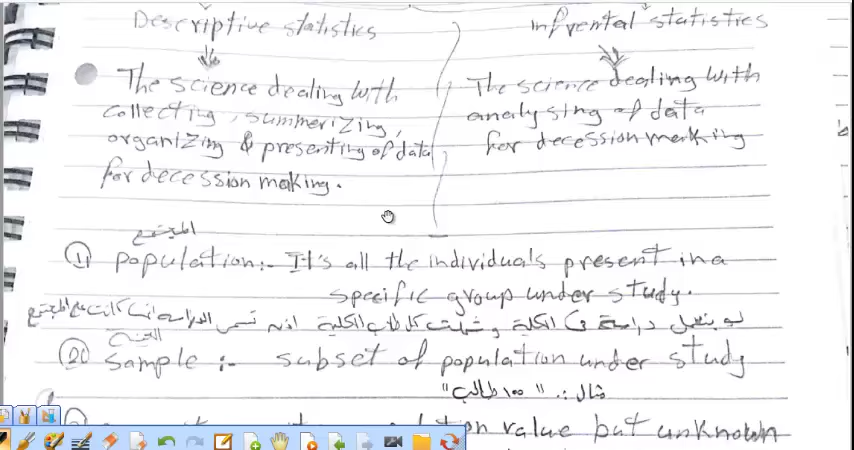 Descriptive statistics
The science dealing with
collecting, summerizing,
organizing & presenting of data
for decession making.
Infrental statistics
The science dealing with
analysing of data
for decession making
المجتمع
① population:- It's all the individuals present in a
specific group under study.
لو بنعمل دراسة في الكلية و شملت كل طلاب الكلية اذن تسمى الدراسة انها كانت على المجتمع
العينة
② Sample :- subset of population under study
مثال :. "١٠٠ طالب"
value but unknown